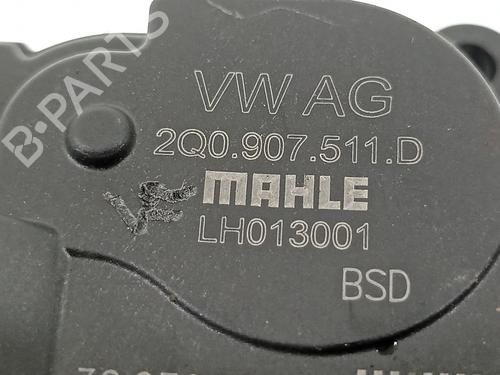 B-PARTS
VW AG
2Q0.907.511.D
MAHLE
LH013001
BSD